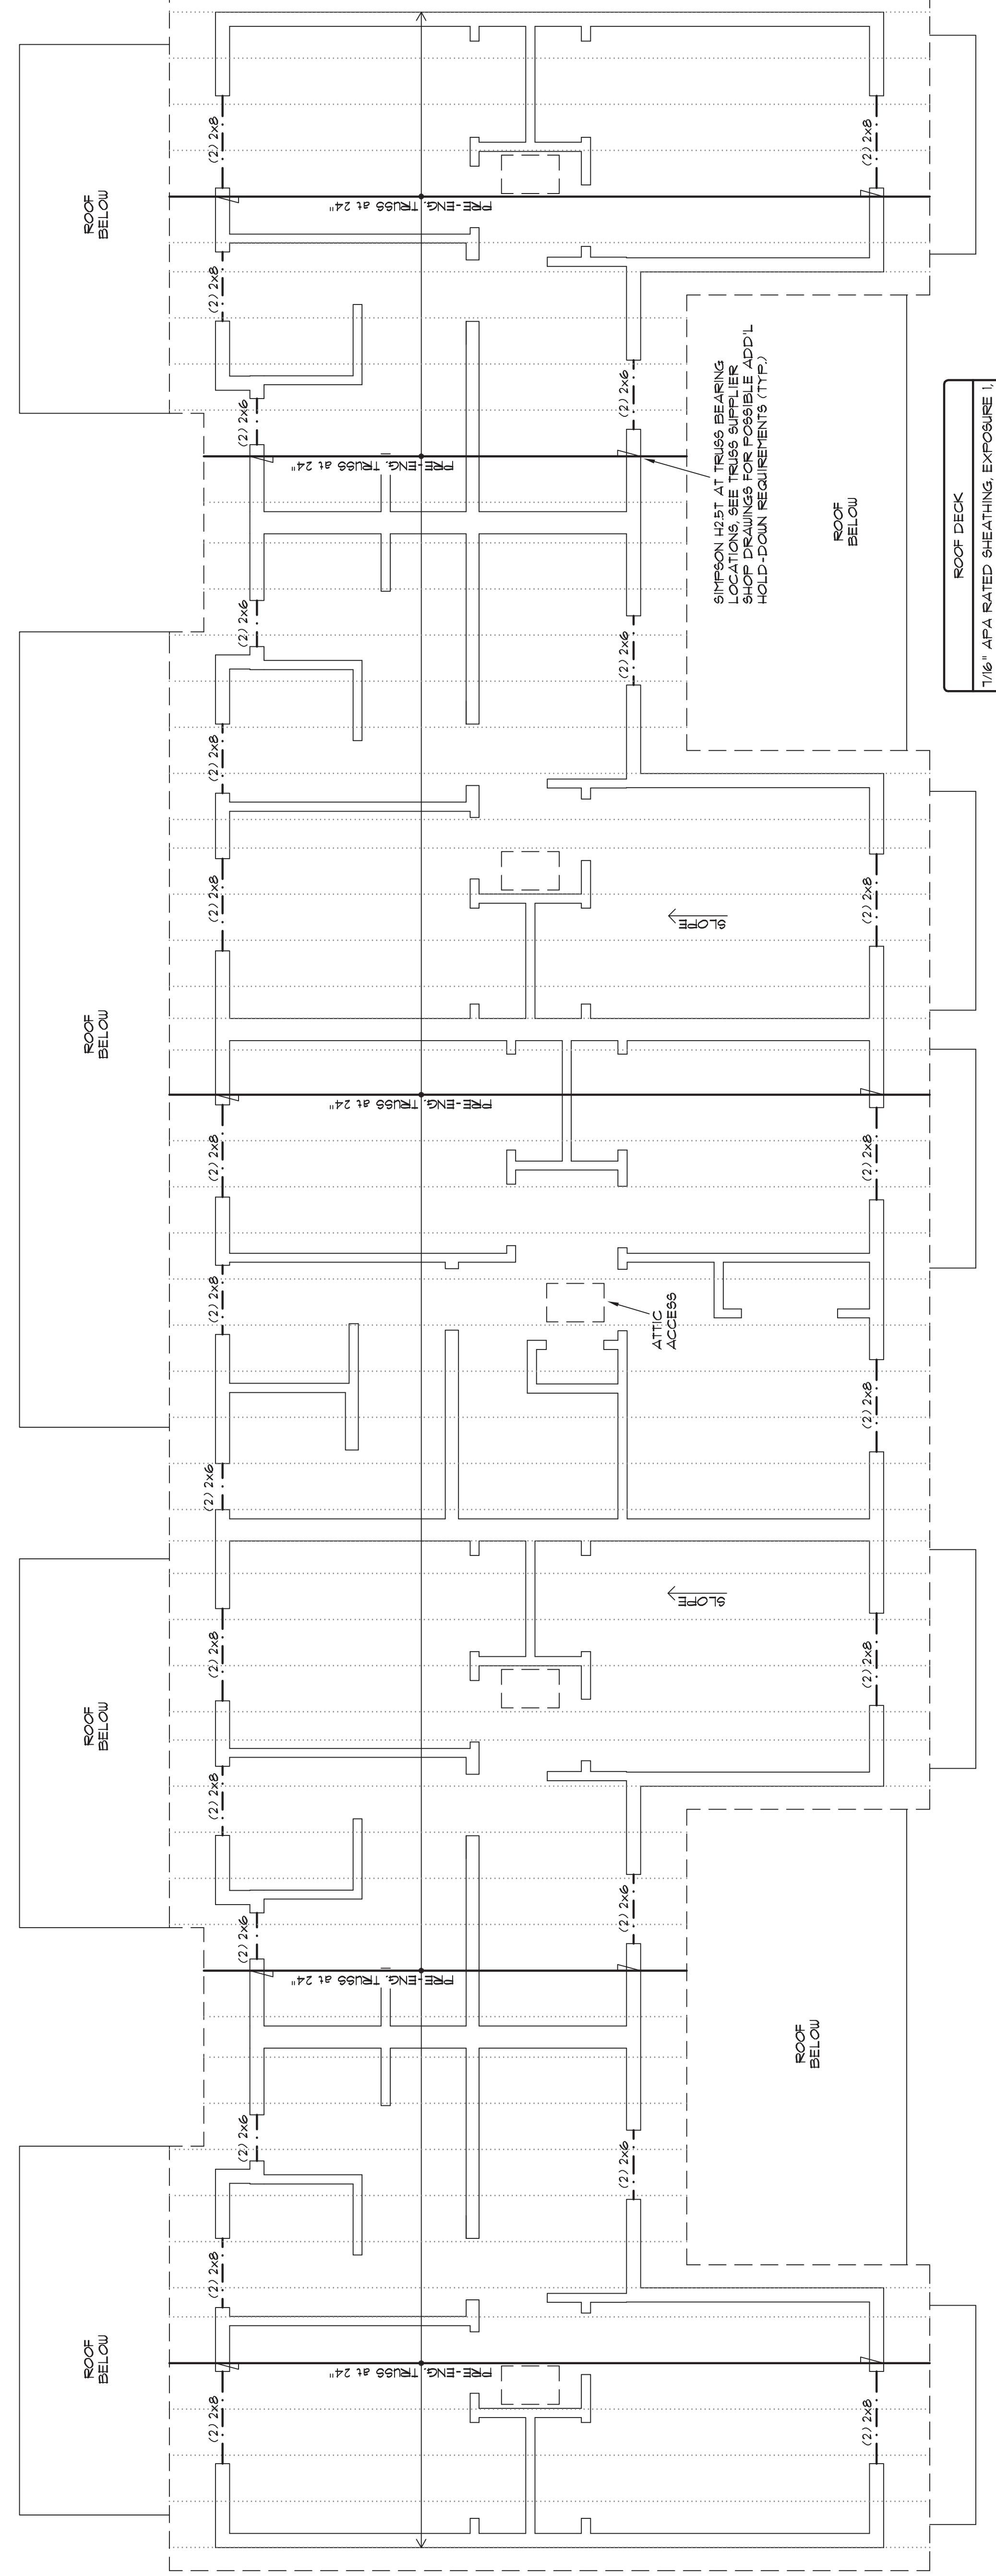 (2) 2x8
(2) 2x8
ROOF
BELOW
PRE-ENG. TRUSS at 24"
(2) 2x8
(2) 2x6
(2) 2x6
PRE-ENG. TRUSS at 24"
SIMPSON H2.5T AT TRUSS BEARING
LOCATIONS, SEE TRUSS SUPPLIER
SHOP DRAWINGS FOR POSSIBLE ADD'L
HOLD-DOWN REQUIREMENTS (TYP.)
ROOF
BELOW
ROOF DECK
7/16" APA RATED SHEATHING, EXPOSURE 1,
(2) 2x6
(2) 2x6
(2) 2x8
(2) 2x8
(2) 2x8
SLOPE
ROOF
BELOW
PRE-ENG. TRUSS at 24"
(2) 2x8
(2) 2x8
(2) 2x8
ATTIC
ACCESS
(2) 2x8
(2) 2x6
SLOPE
(2) 2x8
(2) 2x8
ROOF
BELOW
(2) 2x8
(2) 2x6
(2) 2x6
PRE-ENG. TRUSS at 24"
ROOF
BELOW
(2) 2x6
(2) 2x6
(2) 2x8
ROOF
BELOW
PRE-ENG. TRUSS at 24"
(2) 2x8
(2) 2x8